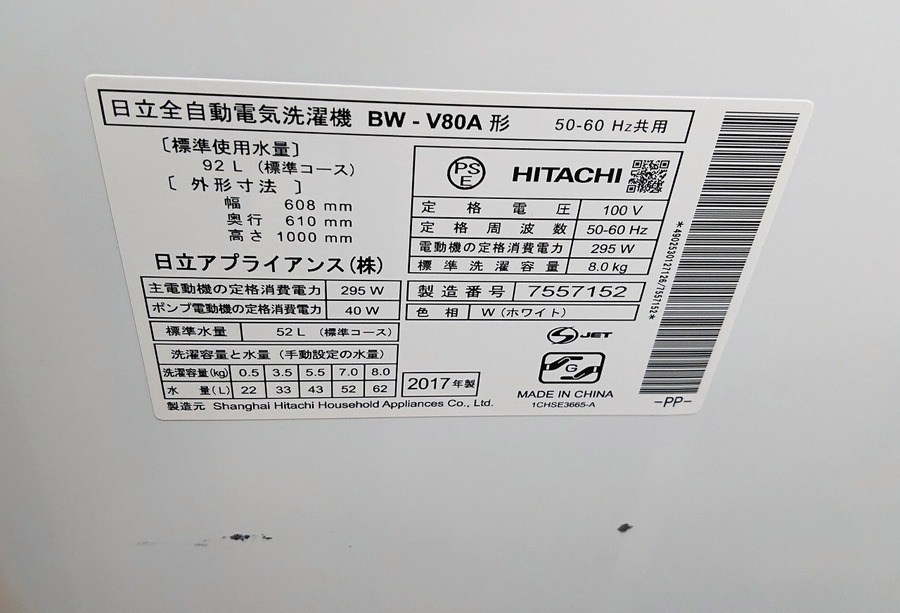 日立全自動電気洗濯機 BW-V80A 形 50-60 Hz共用
〔標準使用水量〕
92 L (標準コース)
〔 外形寸法 〕
幅 608 mm
奥行 610 mm
高さ 1000 mm
日立アプライアンス(株)
主電動機の定格消費電力 295 W
ポンプ電動機の定格消費電力 40 W
標準水量 52 L (標準コース)
洗濯容量と水量 (手動設定の水量)
洗濯容量(kg) 0.5 3.5 5.5 7.0 8.0
水 量(L) 22 33 43 52 62
製造元 Shanghai Hitachi Household Appliances Co., Ltd.
PSE HITACHI
定格電圧 100 V
定格周波数 50-60 Hz
電動機の定格消費電力 295 W
標準洗濯容量 8.0 kg
製造番号 7557152
色相 W (ホワイト)
2017年製
S JET
G
MADE IN CHINA
1CHSE3665-A
*4902530127126/7557152*
-PP-